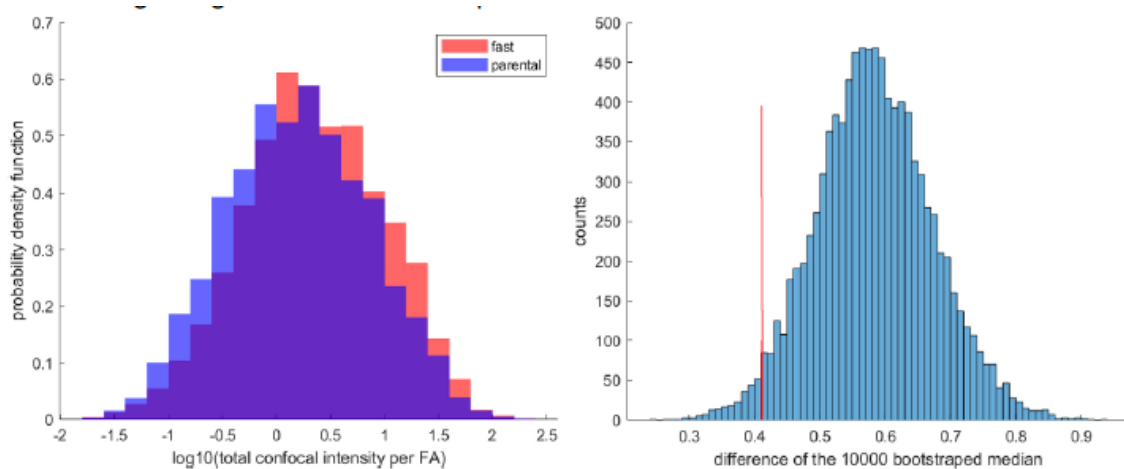 0.7
0.6
0.5
0.4
0.3
0.2
0.1
0
probability density function
fast
parental
-2 -1.5 -1 -0.5 0 0.5 1 1.5 2 2.5
log10(total confocal intensity per FA)
500
450
400
350
300
250
200
150
100
50
0
counts
0.3 0.4 0.5 0.6 0.7 0.8 0.9
difference of the 10000 bootstraped median